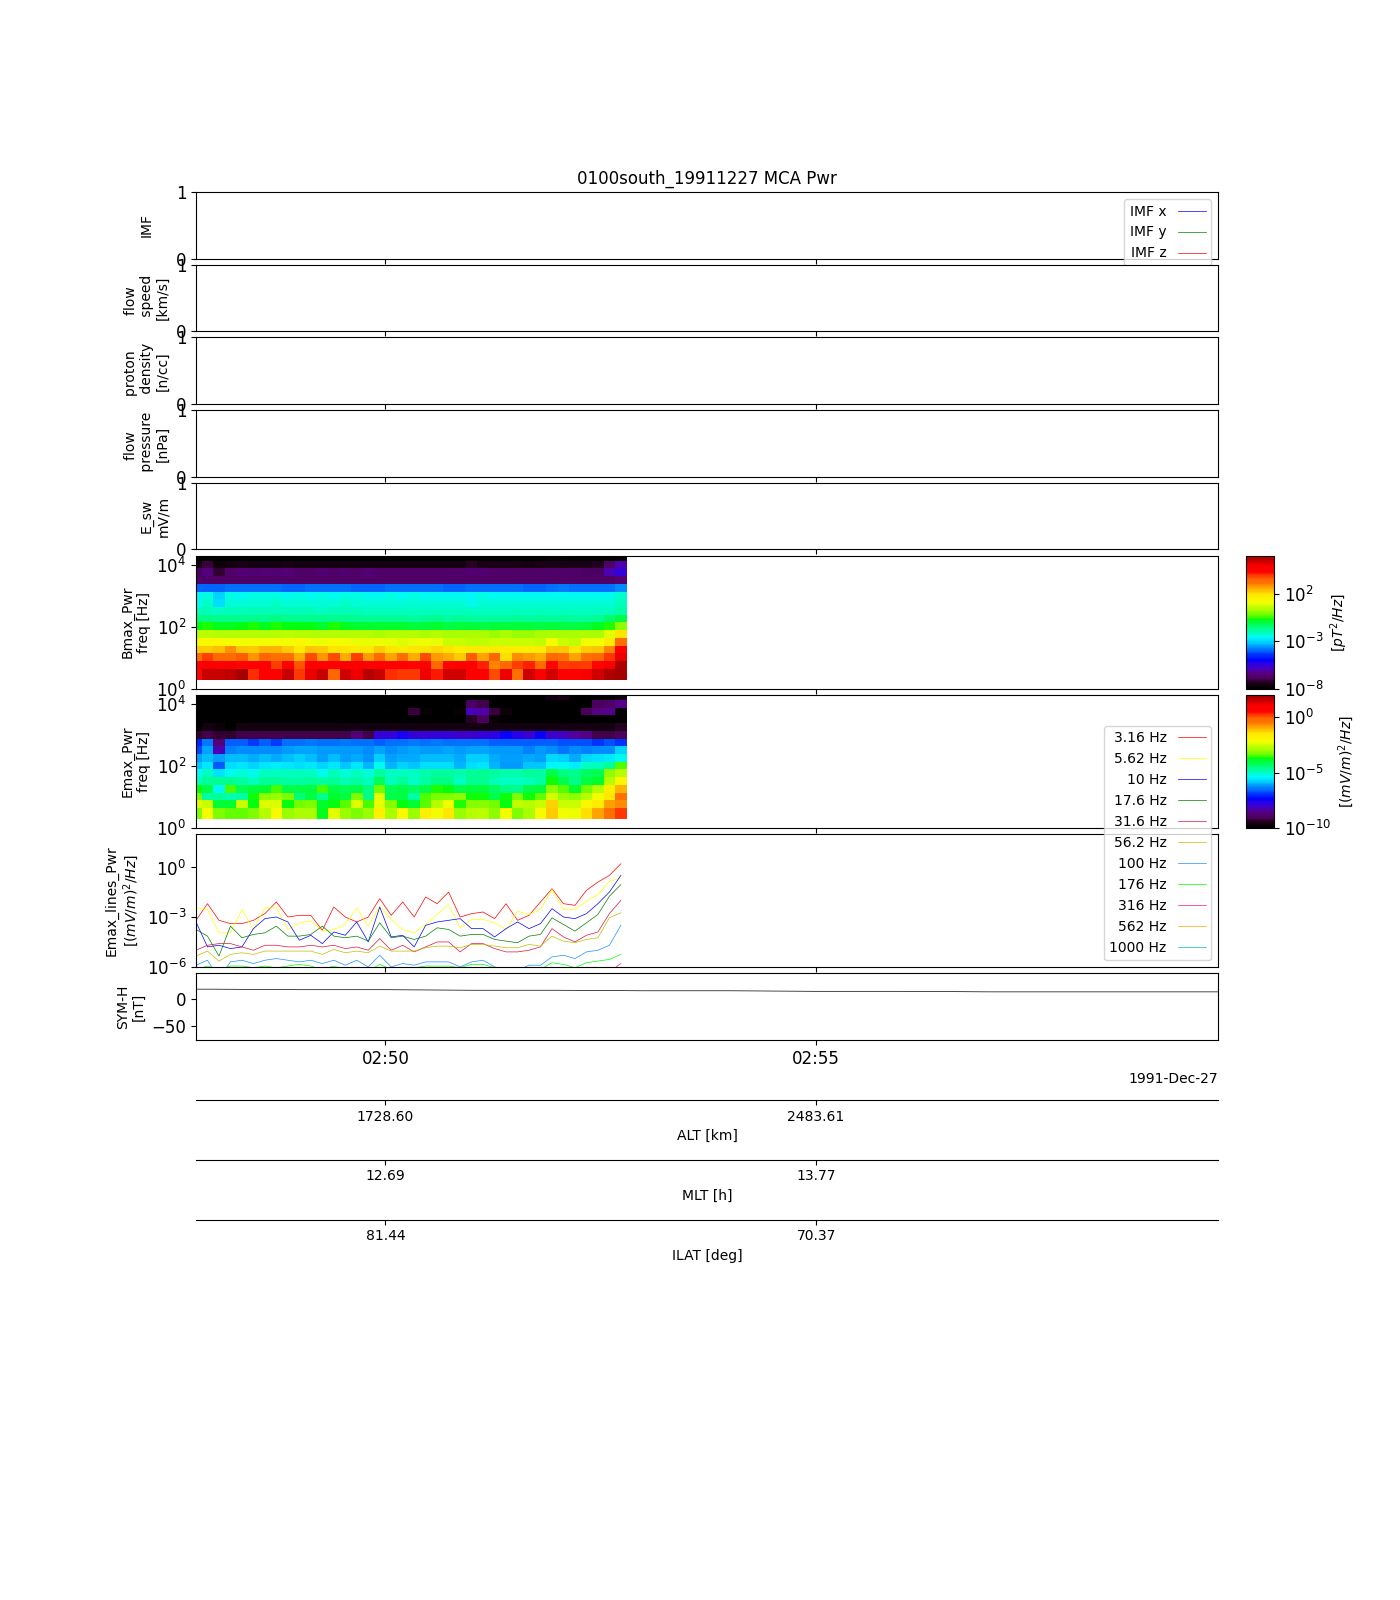 0100south_19911227 MCA Pwr
1
IMF
0
IMF x
IMF y
IMF z
1
flow
speed
[km/s]
0
1
proton
density
[n/cc]
0
1
flow
pressure
[nPa]
0
1
E_sw
mV/m
0
10^4
10^2
10^0
Bmax_Pwr
freq [Hz]
10^2
10^-3
10^-8
[pT^2/Hz]
10^4
10^2
10^0
Emax_Pwr
freq [Hz]
10^0
10^-5
10^-10
[(mV/m)^2/Hz]
3.16 Hz
5.62 Hz
10 Hz
17.6 Hz
31.6 Hz
56.2 Hz
100 Hz
176 Hz
316 Hz
562 Hz
1000 Hz
10^0
10^-3
10^-6
Emax_lines_Pwr
[(mV/m)^2/Hz]
SYM-H
[nT]
0
−50
02:50 02:55
1991-Dec-27
1728.60 2483.61
ALT [km]
12.69 13.77
MLT [h]
81.44 70.37
ILAT [deg]